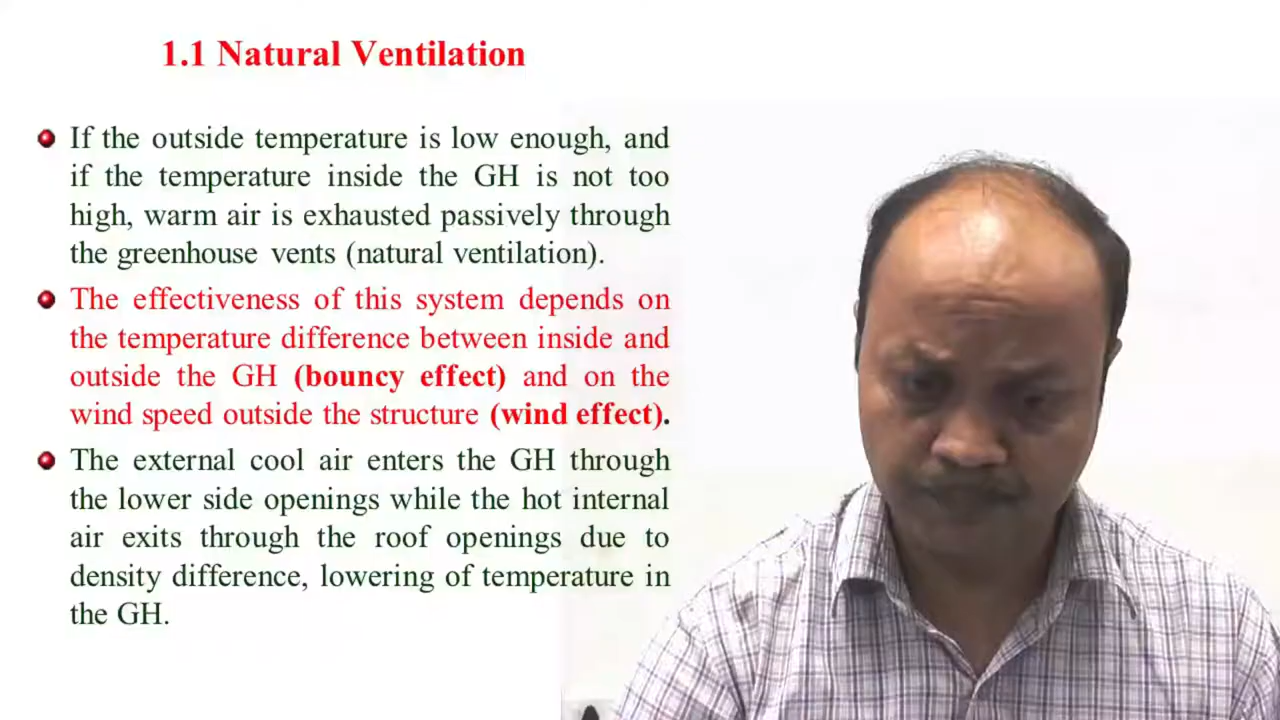 1.1 Natural Ventilation
If the outside temperature is low enough, and
if the temperature inside the GH is not too
high, warm air is exhausted passively through
the greenhouse vents (natural ventilation).
The effectiveness of this system depends on
the temperature difference between inside and
outside the GH (bouncy effect) and on the
wind speed outside the structure (wind effect).
The external cool air enters the GH through
the lower side openings while the hot internal
air exits through the roof openings due to
density difference, lowering of temperature in
the GH.